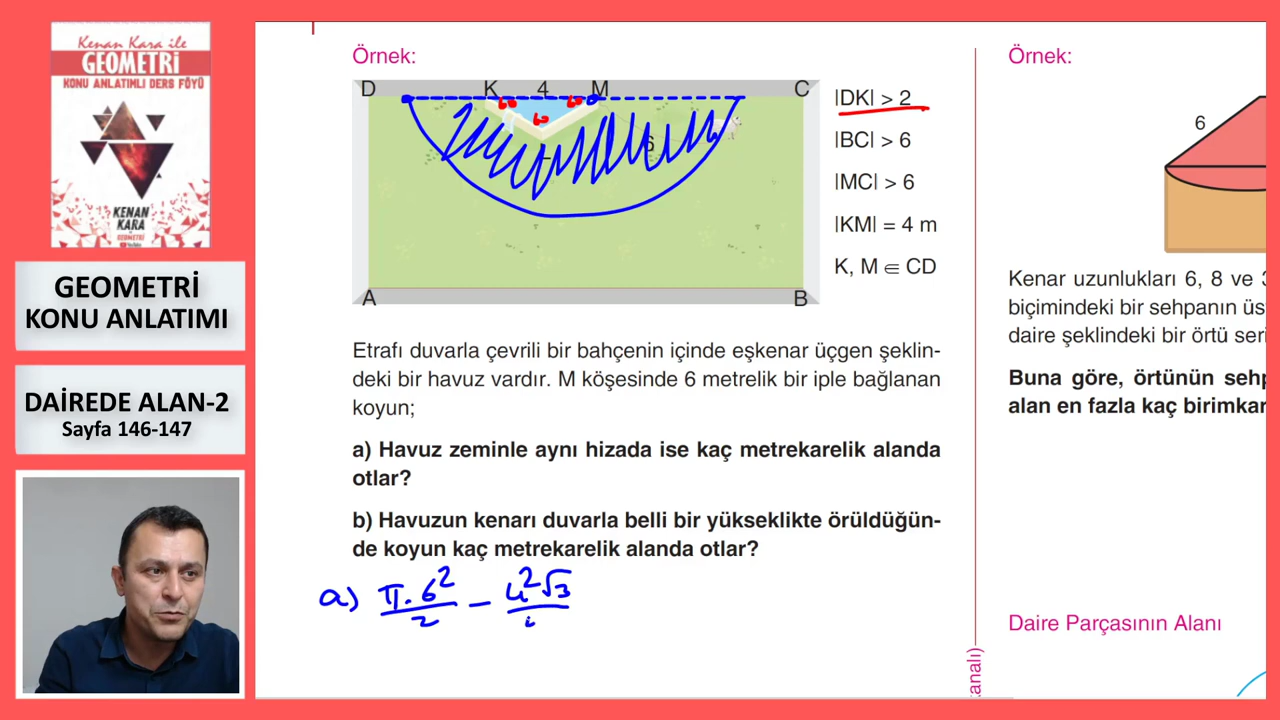 Kenan Kara ile
GEOMETRİ
KONU ANLATIMLI DERS FÖYÜ
KENAN
KARA
GEOMETRİ
KONU ANLATIMI
DAİREDE ALAN-2
Sayfa 146-147
Örnek:
D K 4 M C
6
A B
|DK| > 2
|BC| > 6
|MC| > 6
|KM| = 4 m
K, M ∈ CD
Etrafı duvarla çevrili bir bahçenin içinde eşkenar üçgen şeklin-
deki bir havuz vardır. M köşesinde 6 metrelik bir iple bağlanan
koyun;
a) Havuz zeminle aynı hizada ise kaç metrekarelik alanda
otlar?
b) Havuzun kenarı duvarla belli bir yükseklikte örüldüğün-
de koyun kaç metrekarelik alanda otlar?
a) π.6²/2 - 4²√3
Örnek:
6
Kenar uzunlukları 6, 8 ve
biçimindeki bir sehpanın üs
daire şeklindeki bir örtü seri
Buna göre, örtünün sehp
alan en fazla kaç birimkar
Daire Parçasının Alanı
analı)